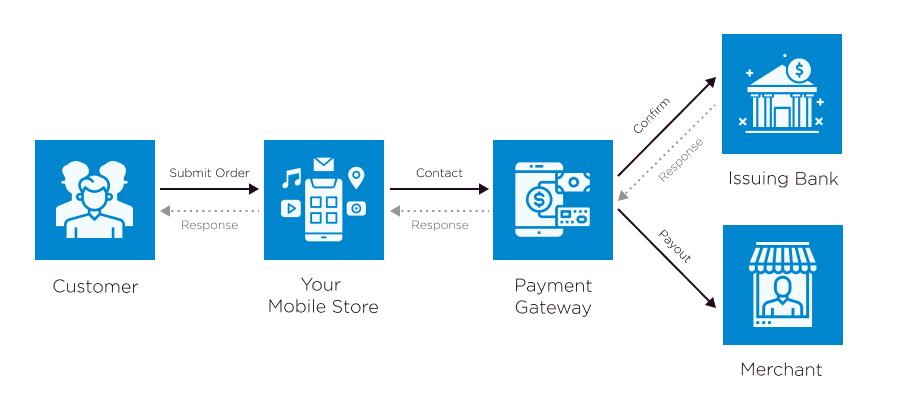 Submit Order
Response
Contact
Response
Confirm
Response
Payout
Customer
Your
Mobile Store
Payment
Gateway
Issuing Bank
Merchant